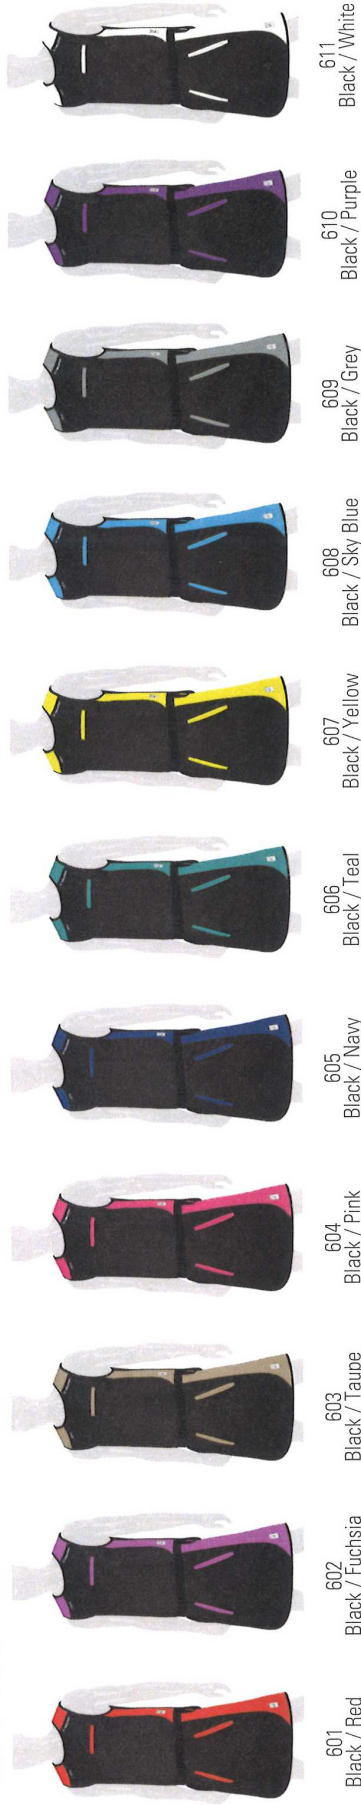 601
Black / Red
602
Black / Fuchsia
603
Black / Taupe
604
Black / Pink
605
Black / Navy
606
Black / Teal
607
Black / Yellow
608
Black / Sky Blue
609
Black / Grey
610
Black / Purple
611
Black / White